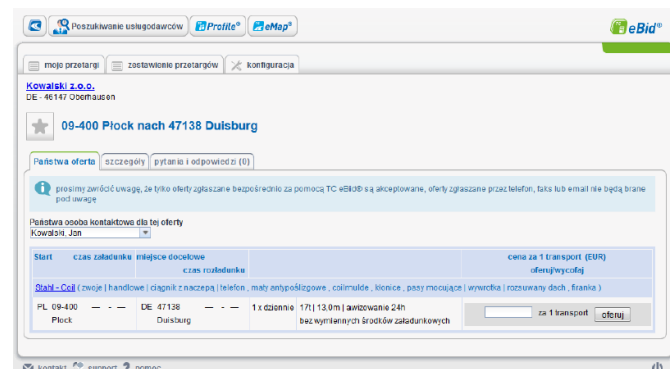 Poszukiwanie usługodawców eProfile® eMap® eBid®
moje przetargi zestawienie przetargów konfiguracja
Kowalski z.o.o.
DE - 46147 Oberhausen
09-400 Płock nach 47138 Duisburg
Państwa oferta szczegóły pytania i odpowiedzi (0)
prosimy zwrócić uwagę, że tylko oferty zgłaszane bezpośrednio za pomocą TC eBid® są akceptowane, oferty zgłaszane przez telefon, faks lub email nie będą brane
pod uwagę
Państwa osoba kontaktowa dla tej oferty
Kowalski, Jan
Start czas załadunku miejsce docelowe cena za 1 transport (EUR)
czas rozładunku oferuj/wycofaj
Stahl - Coil ( zwoje | handlowe | ciągnik z naczepą | telefon , maty antypoślizgowe , coilmulde , kłonice , pasy mocujące | wywrotka | rozsuwany dach , firanka )
PL 09-400 — - — DE 47138 — - — 1 x dziennie 17t | 13,0m | awizowanie 24h za 1 transport oferuj
Płock Duisburg bez wymiennych środków załadunkowych
kontakt support pomoc